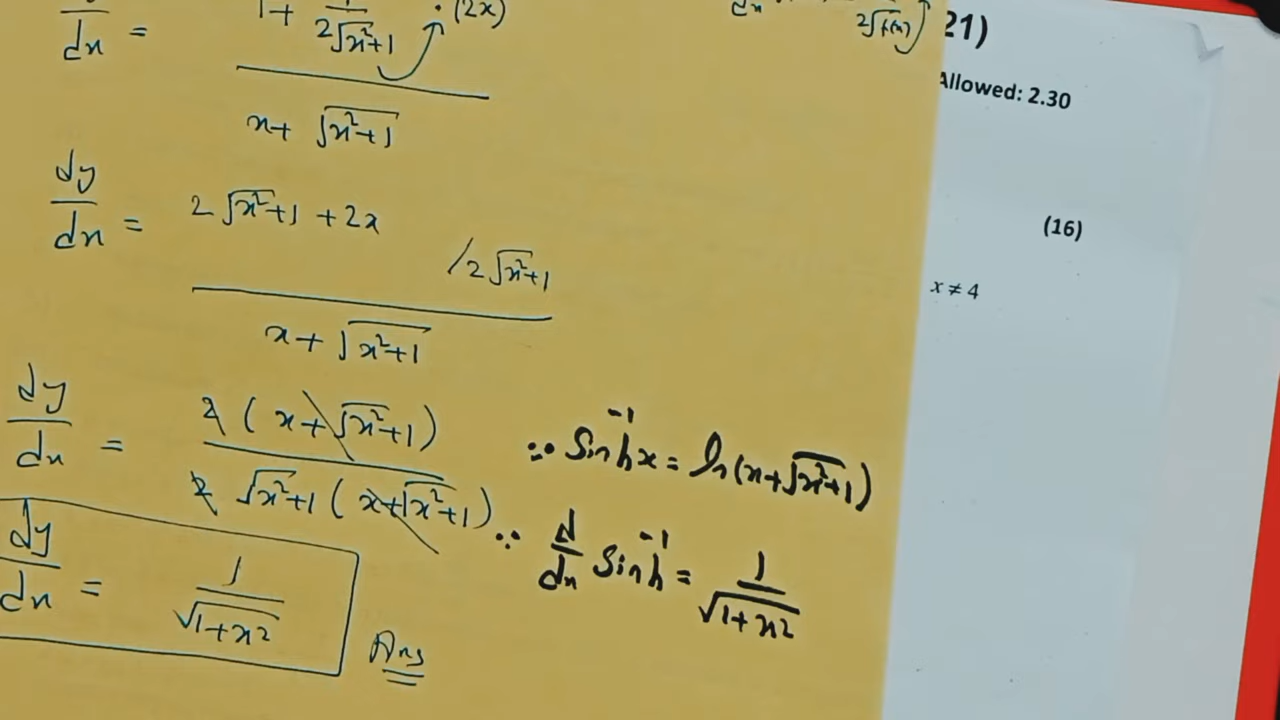 dy/dx = (1 + 1/(2√(x²+1)) · (2x)) / (x + √(x²+1))
dx 2√f(x)
21)
Allowed: 2.30
dy/dx = (2√(x²+1) + 2x / 2√(x²+1)) / (x + √(x²+1))
(16)
x ≠ 4
dy/dx = 2(x + √(x²+1)) / 2√(x²+1) (x + √(x²+1))
∵ Sinh⁻¹x = ln(x + √(x²+1))
∵ d/dx Sinh⁻¹ = 1/√(1+x²)
dy/dx = 1/√(1+x²)
Ans